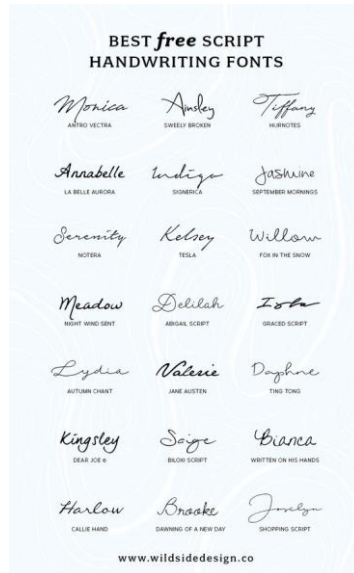 BEST free SCRIPT
HANDWRITING FONTS
Monica Ainsley Tiffany
ANTRO VECTRA SWEELY BROKEN HURNOTES
Annabelle Indigo Jasmine
LA BELLE AURORA SIGNERICA SEPTEMBER MORNINGS
Serenity Kelsey Willow
NOTERA TESLA FOX IN THE SNOW
Meadow Delilah Isla
NIGHT WIND SENT ABIGAIL SCRIPT GRACED SCRIPT
Lydia Valerie Daphne
AUTUMN CHANT JANE AUSTEN TING TONG
Kingsley Saige Bianca
DEAR JOE 6 BILOXI SCRIPT WRITTEN ON HIS HANDS
Harlow Brooke Joselyn
CALLIE HAND DAWNING OF A NEW DAY SHOPPING SCRIPT
www.wildsidedesign.co